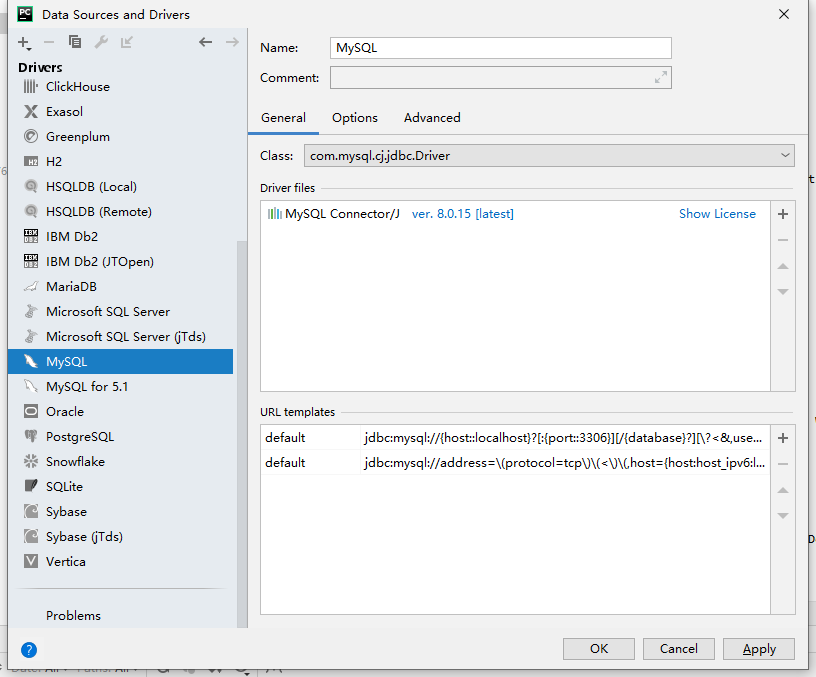 PC Data Sources and Drivers
Drivers
ClickHouse
Exasol
Greenplum
H2
HSQLDB (Local)
HSQLDB (Remote)
IBM Db2
IBM Db2 (JTOpen)
MariaDB
Microsoft SQL Server
Microsoft SQL Server (jTds)
MySQL
MySQL for 5.1
Oracle
PostgreSQL
Snowflake
SQLite
Sybase
Sybase (jTds)
Vertica
Problems
Name: MySQL
Comment:
General Options Advanced
Class: com.mysql.cj.jdbc.Driver
Driver files
MySQL Connector/J ver. 8.0.15 [latest] Show License
URL templates
default jdbc:mysql://{host::localhost}?[:{port::3306}][/{database}?][\?<&,use...
default jdbc:mysql://address=\(protocol=tcp\)\(<\)\(,host={host:host_ipv6:l...
? OK Cancel Apply